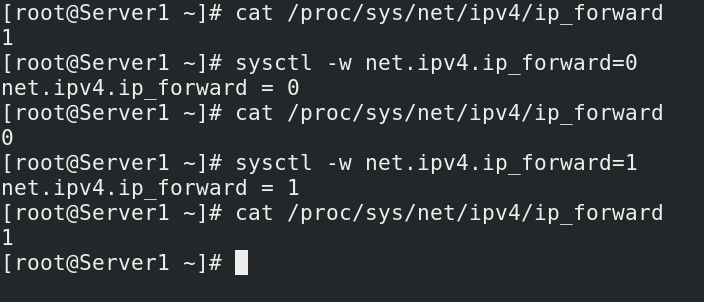 [root@Server1 ~]# cat /proc/sys/net/ipv4/ip_forward
1
[root@Server1 ~]# sysctl -w net.ipv4.ip_forward=0
net.ipv4.ip_forward = 0
[root@Server1 ~]# cat /proc/sys/net/ipv4/ip_forward
0
[root@Server1 ~]# sysctl -w net.ipv4.ip_forward=1
net.ipv4.ip_forward = 1
[root@Server1 ~]# cat /proc/sys/net/ipv4/ip_forward
1
[root@Server1 ~]#